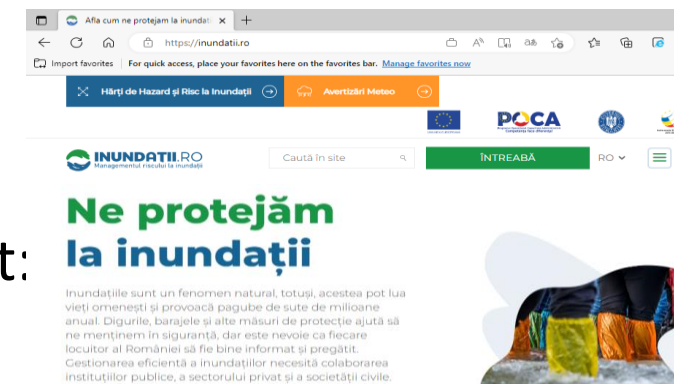 Afla cum ne protejam la inundati
https://inundatii.ro
Import favorites For quick access, place your favorites here on the favorites bar. Manage favorites now
Hărți de Hazard și Risc la Inundații
Avertizări Meteo
POCA
INUNDATII.RO
Managementul riscului la inundații
Caută în site
ÎNTREABĂ
RO
Ne protejăm
la inundații
t:
Inundațiile sunt un fenomen natural, totuși, acestea pot lua
vieți omenești și provoacă pagube de sute de milioane
anual. Digurile, barajele și alte măsuri de protecție ajută să
ne menținem în siguranță, dar este nevoie ca fiecare
locuitor al României să fie bine informat și pregătit.
Gestionarea eficientă a inundațiilor necesită colaborarea
instituțiilor publice, a sectorului privat și a societății civile.